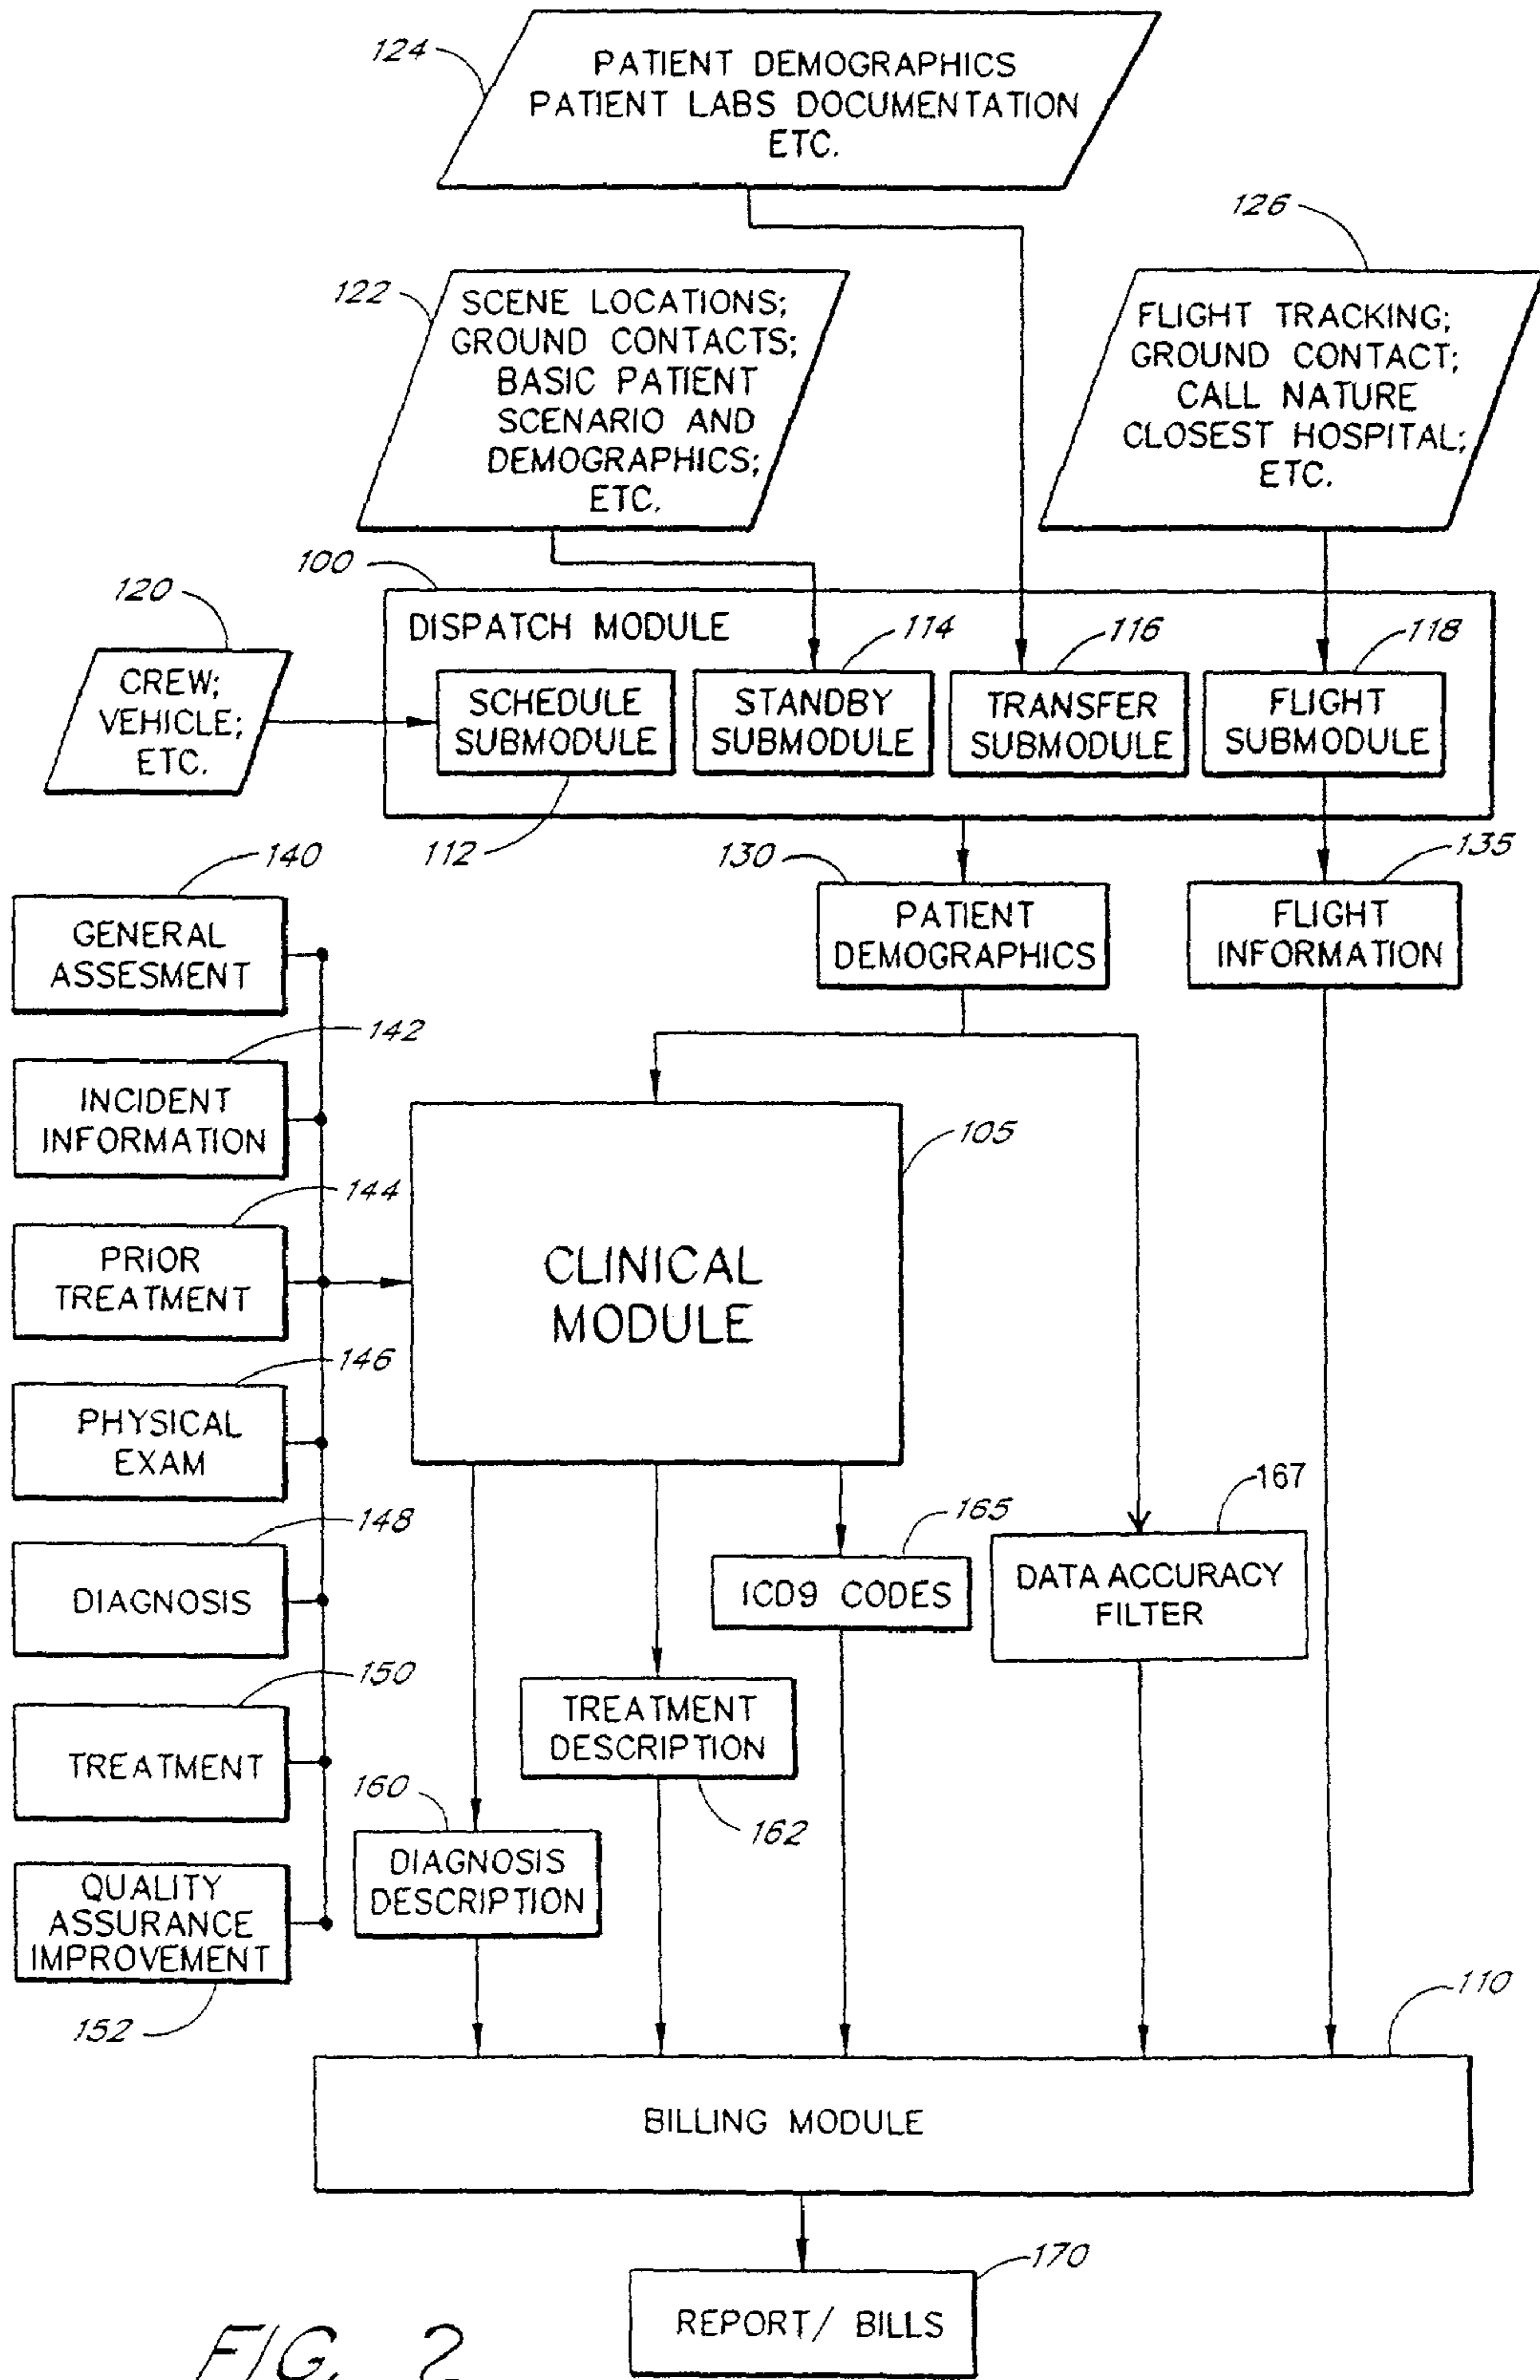 124
PATIENT DEMOGRAPHICS
PATIENT LABS DOCUMENTATION
ETC.
126
122
SCENE LOCATIONS;
GROUND CONTACTS;
BASIC PATIENT
SCENARIO AND
DEMOGRAPHICS;
ETC.
FLIGHT TRACKING;
GROUND CONTACT;
CALL NATURE
CLOSEST HOSPITAL;
ETC.
100
120
CREW;
VEHICLE;
ETC.
DISPATCH MODULE
114
116
118
SCHEDULE
SUBMODULE
STANDBY
SUBMODULE
TRANSFER
SUBMODULE
FLIGHT
SUBMODULE
112
130
135
PATIENT
DEMOGRAPHICS
FLIGHT
INFORMATION
140
GENERAL
ASSESMENT
142
INCIDENT
INFORMATION
144
PRIOR
TREATMENT
146
PHYSICAL
EXAM
148
DIAGNOSIS
150
TREATMENT
QUALITY
ASSURANCE
IMPROVEMENT
152
105
CLINICAL
MODULE
165
ICD9 CODES
167
DATA ACCURACY
FILTER
TREATMENT
DESCRIPTION
162
160
DIAGNOSIS
DESCRIPTION
110
BILLING MODULE
170
REPORT/ BILLS
FIG. 2